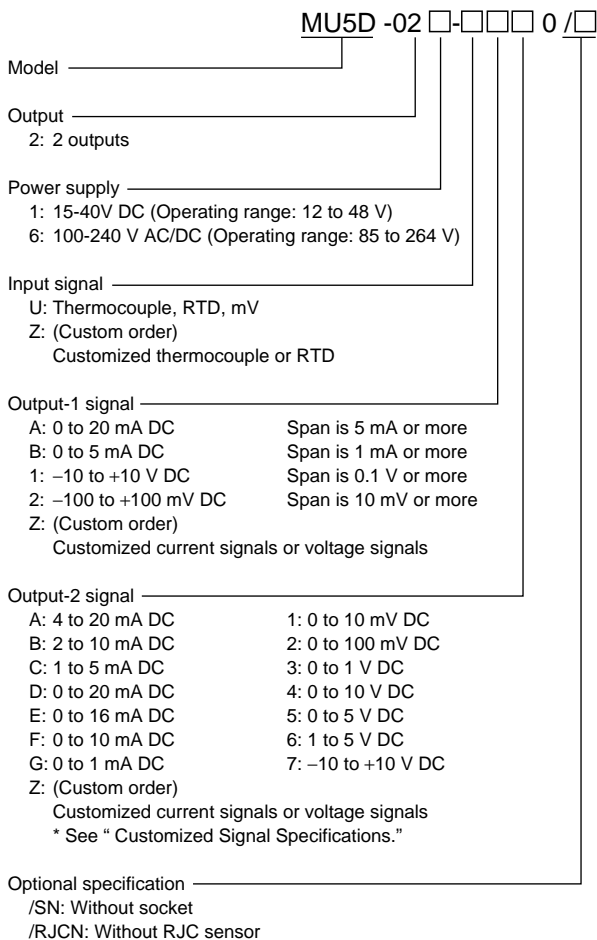 MU5D -02 □-□□□ 0 /□
Model
Output
2: 2 outputs
Power supply
1: 15-40V DC (Operating range: 12 to 48 V)
6: 100-240 V AC/DC (Operating range: 85 to 264 V)
Input signal
U: Thermocouple, RTD, mV
Z: (Custom order)
Customized thermocouple or RTD
Output-1 signal
A: 0 to 20 mA DC Span is 5 mA or more
B: 0 to 5 mA DC Span is 1 mA or more
1: −10 to +10 V DC Span is 0.1 V or more
2: −100 to +100 mV DC Span is 10 mV or more
Z: (Custom order)
Customized current signals or voltage signals
Output-2 signal
A: 4 to 20 mA DC 1: 0 to 10 mV DC
B: 2 to 10 mA DC 2: 0 to 100 mV DC
C: 1 to 5 mA DC 3: 0 to 1 V DC
D: 0 to 20 mA DC 4: 0 to 10 V DC
E: 0 to 16 mA DC 5: 0 to 5 V DC
F: 0 to 10 mA DC 6: 1 to 5 V DC
G: 0 to 1 mA DC 7: −10 to +10 V DC
Z: (Custom order)
Customized current signals or voltage signals
* See “ Customized Signal Specifications.”
Optional specification
/SN: Without socket
/RJCN: Without RJC sensor